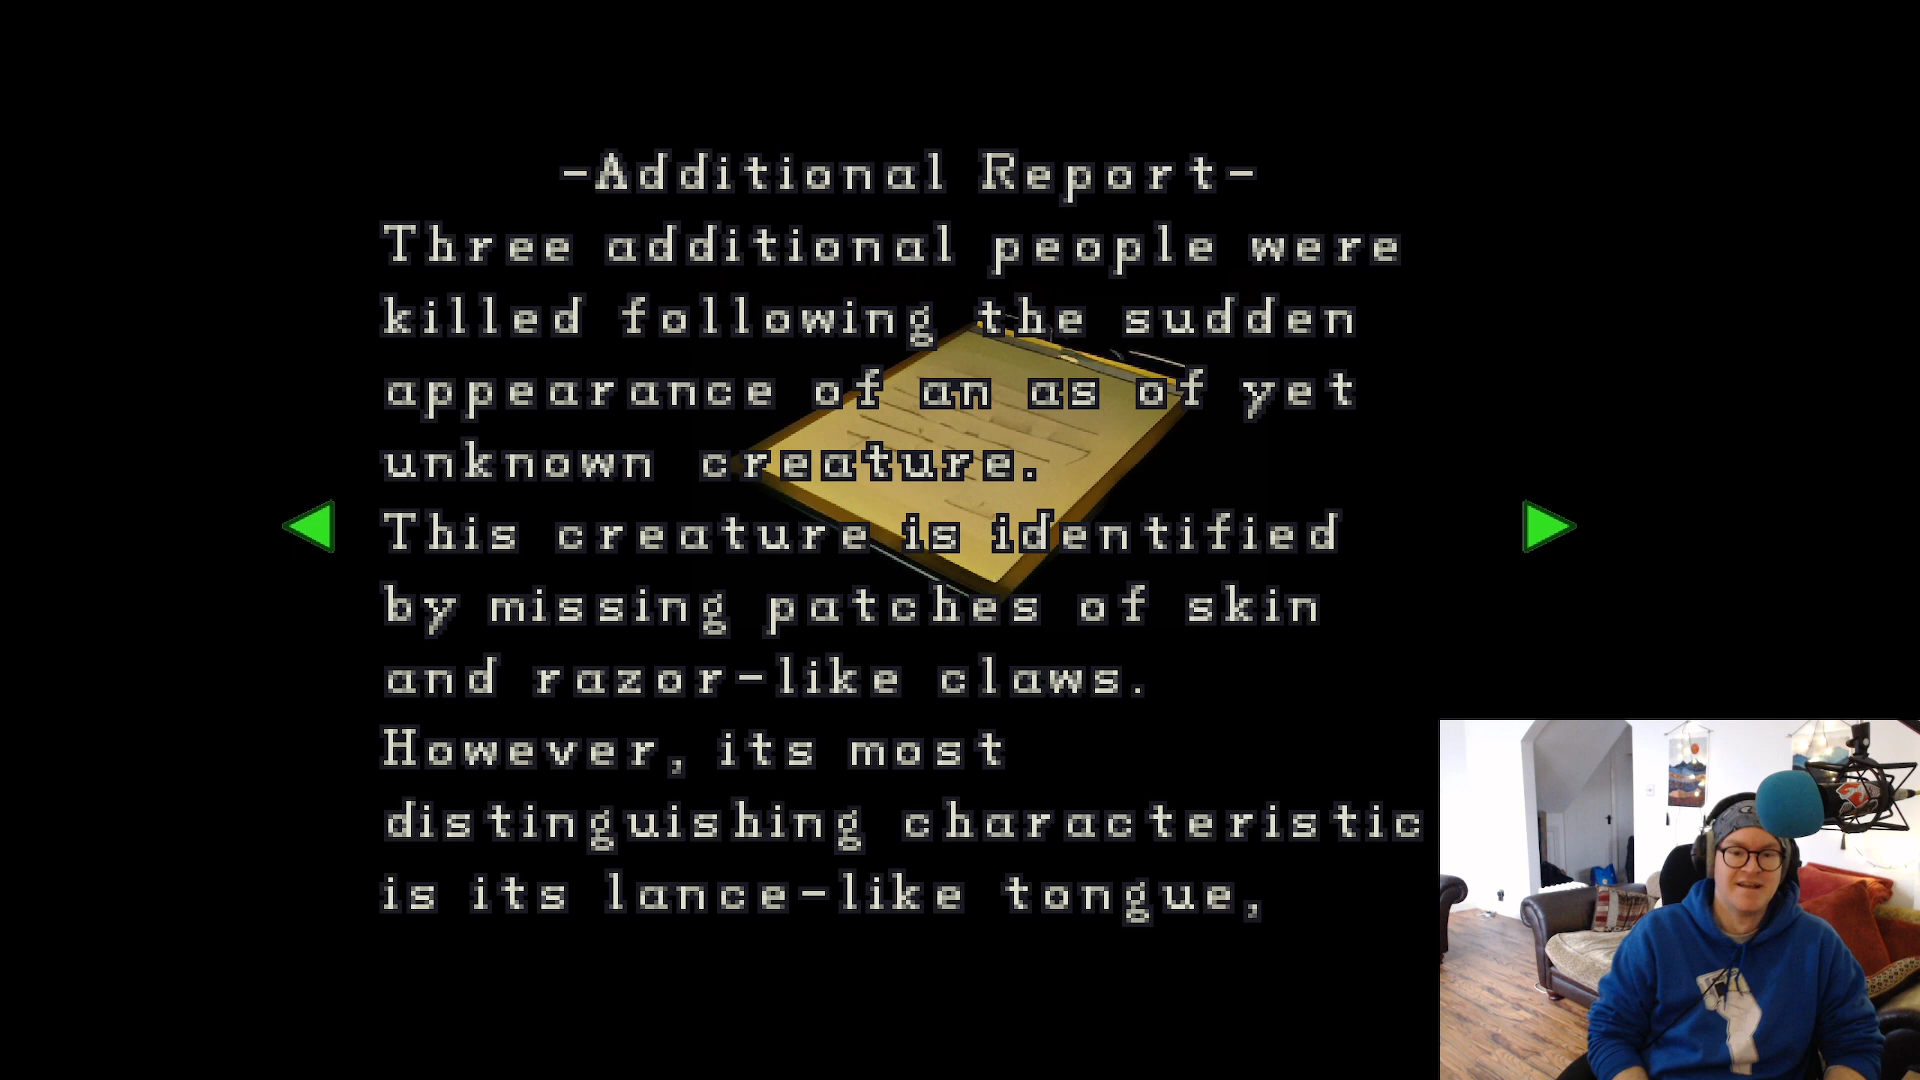 -Additional Report-
Three additional people were
killed following the sudden
appearance of an as of yet
unknown creature.
This creature is identified
by missing patches of skin
and razor-like claws.
However, its most
distinguishing characteristic
is its lance-like tongue,